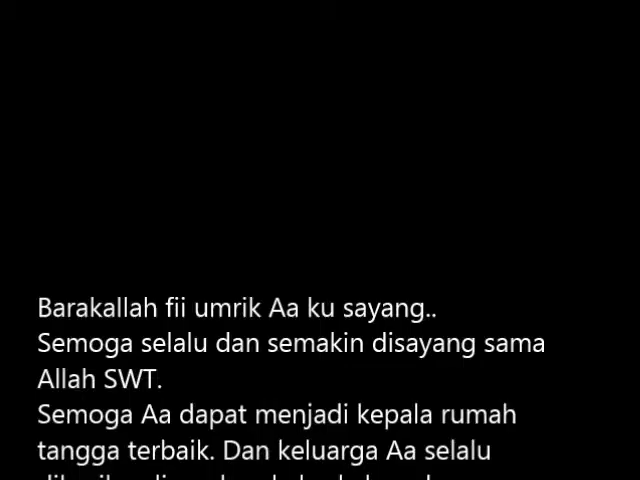 Barakallah fii umrik Aa ku sayang..
Semoga selalu dan semakin disayang sama
Allah SWT.
Semoga Aa dapat menjadi kepala rumah
tangga terbaik. Dan keluarga Aa selalu